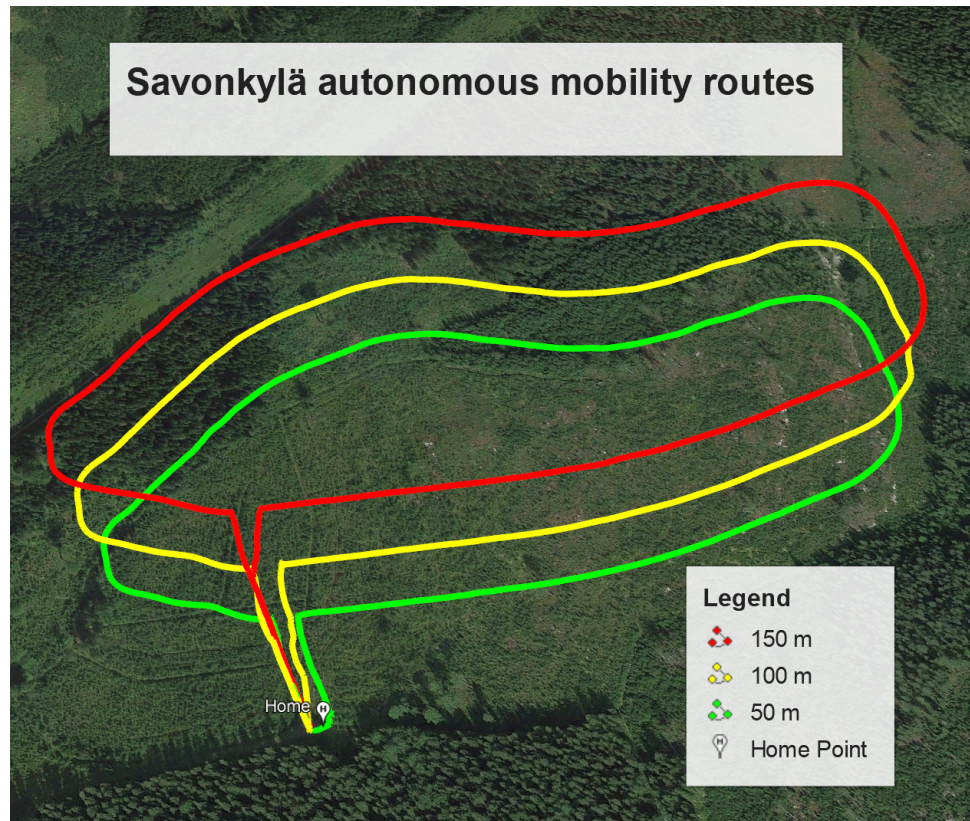 Savonkylä autonomous mobility routes
Home
H
Legend
150 m
100 m
50 m
H
Home Point